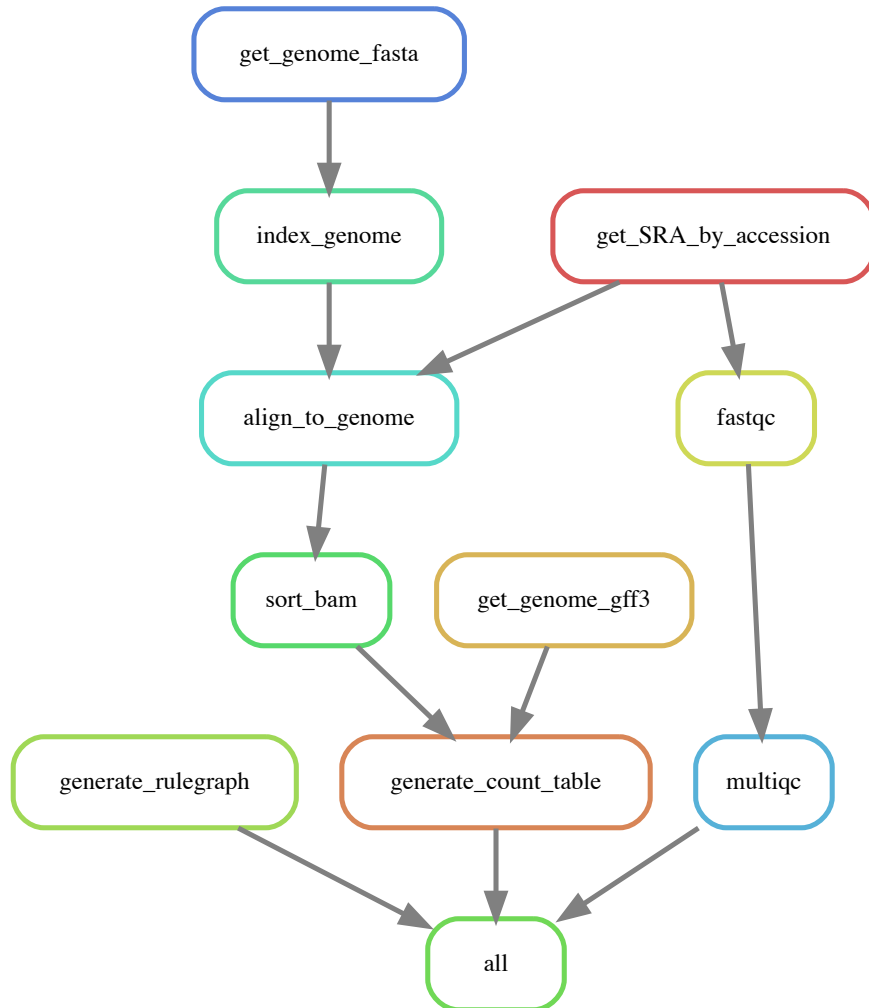 get_genome_fasta
index_genome
get_SRA_by_accession
align_to_genome
fastqc
sort_bam
get_genome_gff3
generate_rulegraph
generate_count_table
multiqc
all